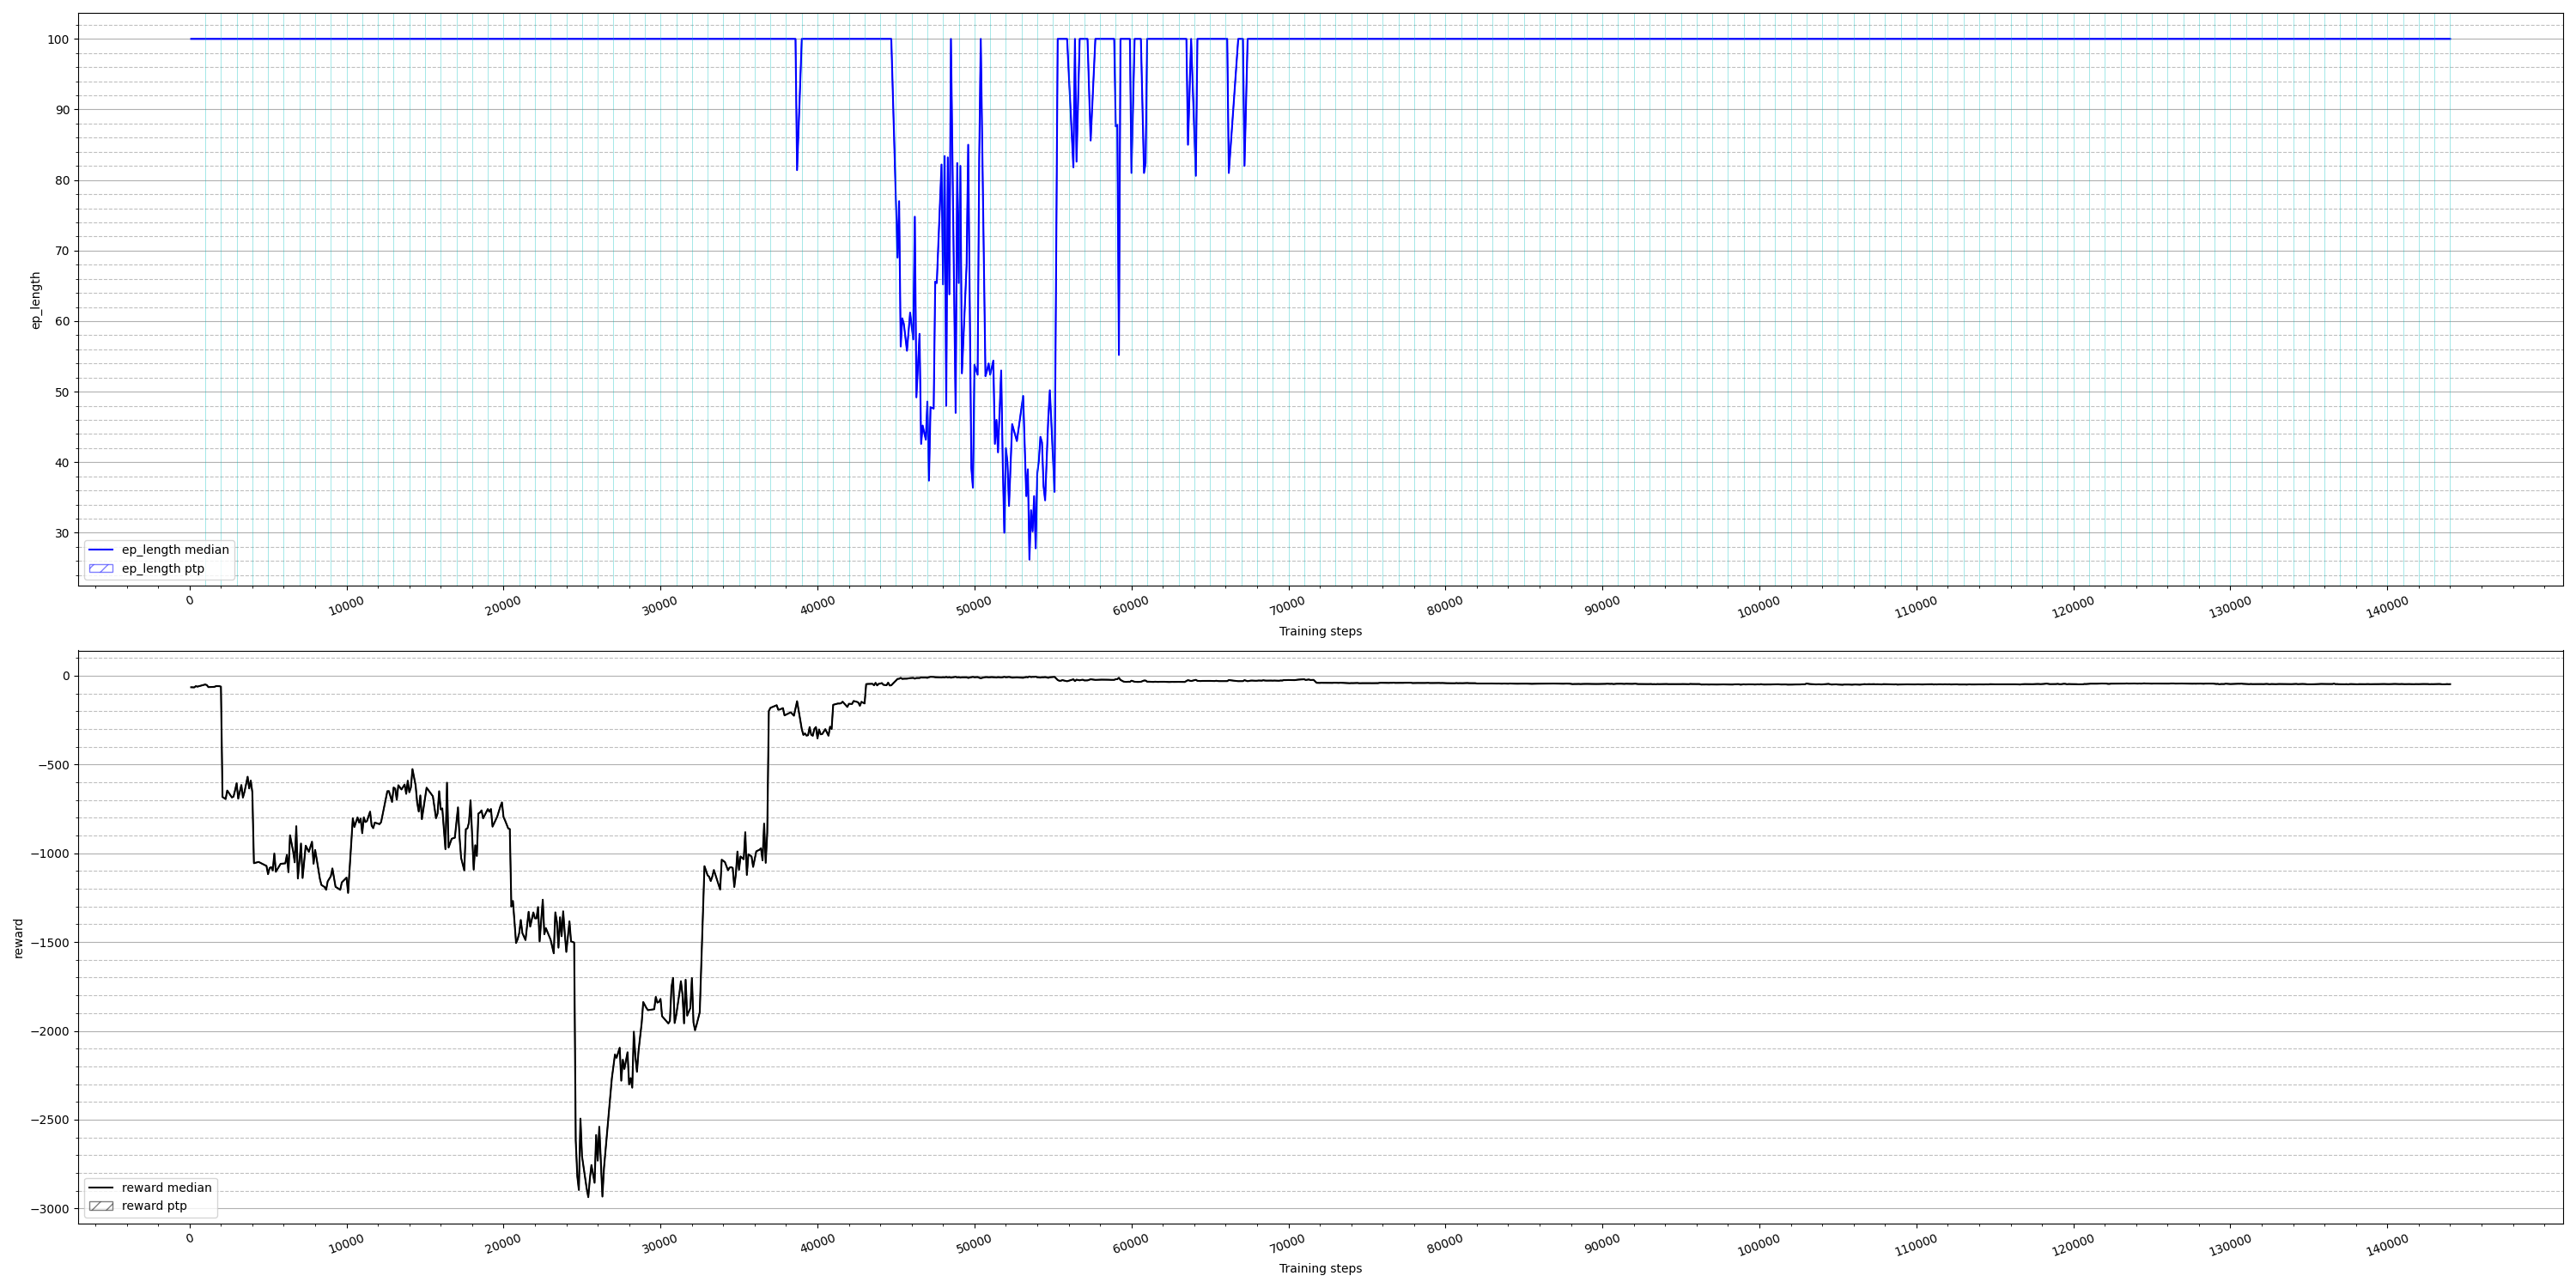 100
90
80
70
60
50
40
30
ep_length
ep_length median
ep_length ptp
0 10000 20000 30000 40000 50000 60000 70000 80000 90000 100000 110000 120000 130000 140000
Training steps
0
−500
−1000
−1500
−2000
−2500
−3000
reward
reward median
reward ptp
0 10000 20000 30000 40000 50000 60000 70000 80000 90000 100000 110000 120000 130000 140000
Training steps